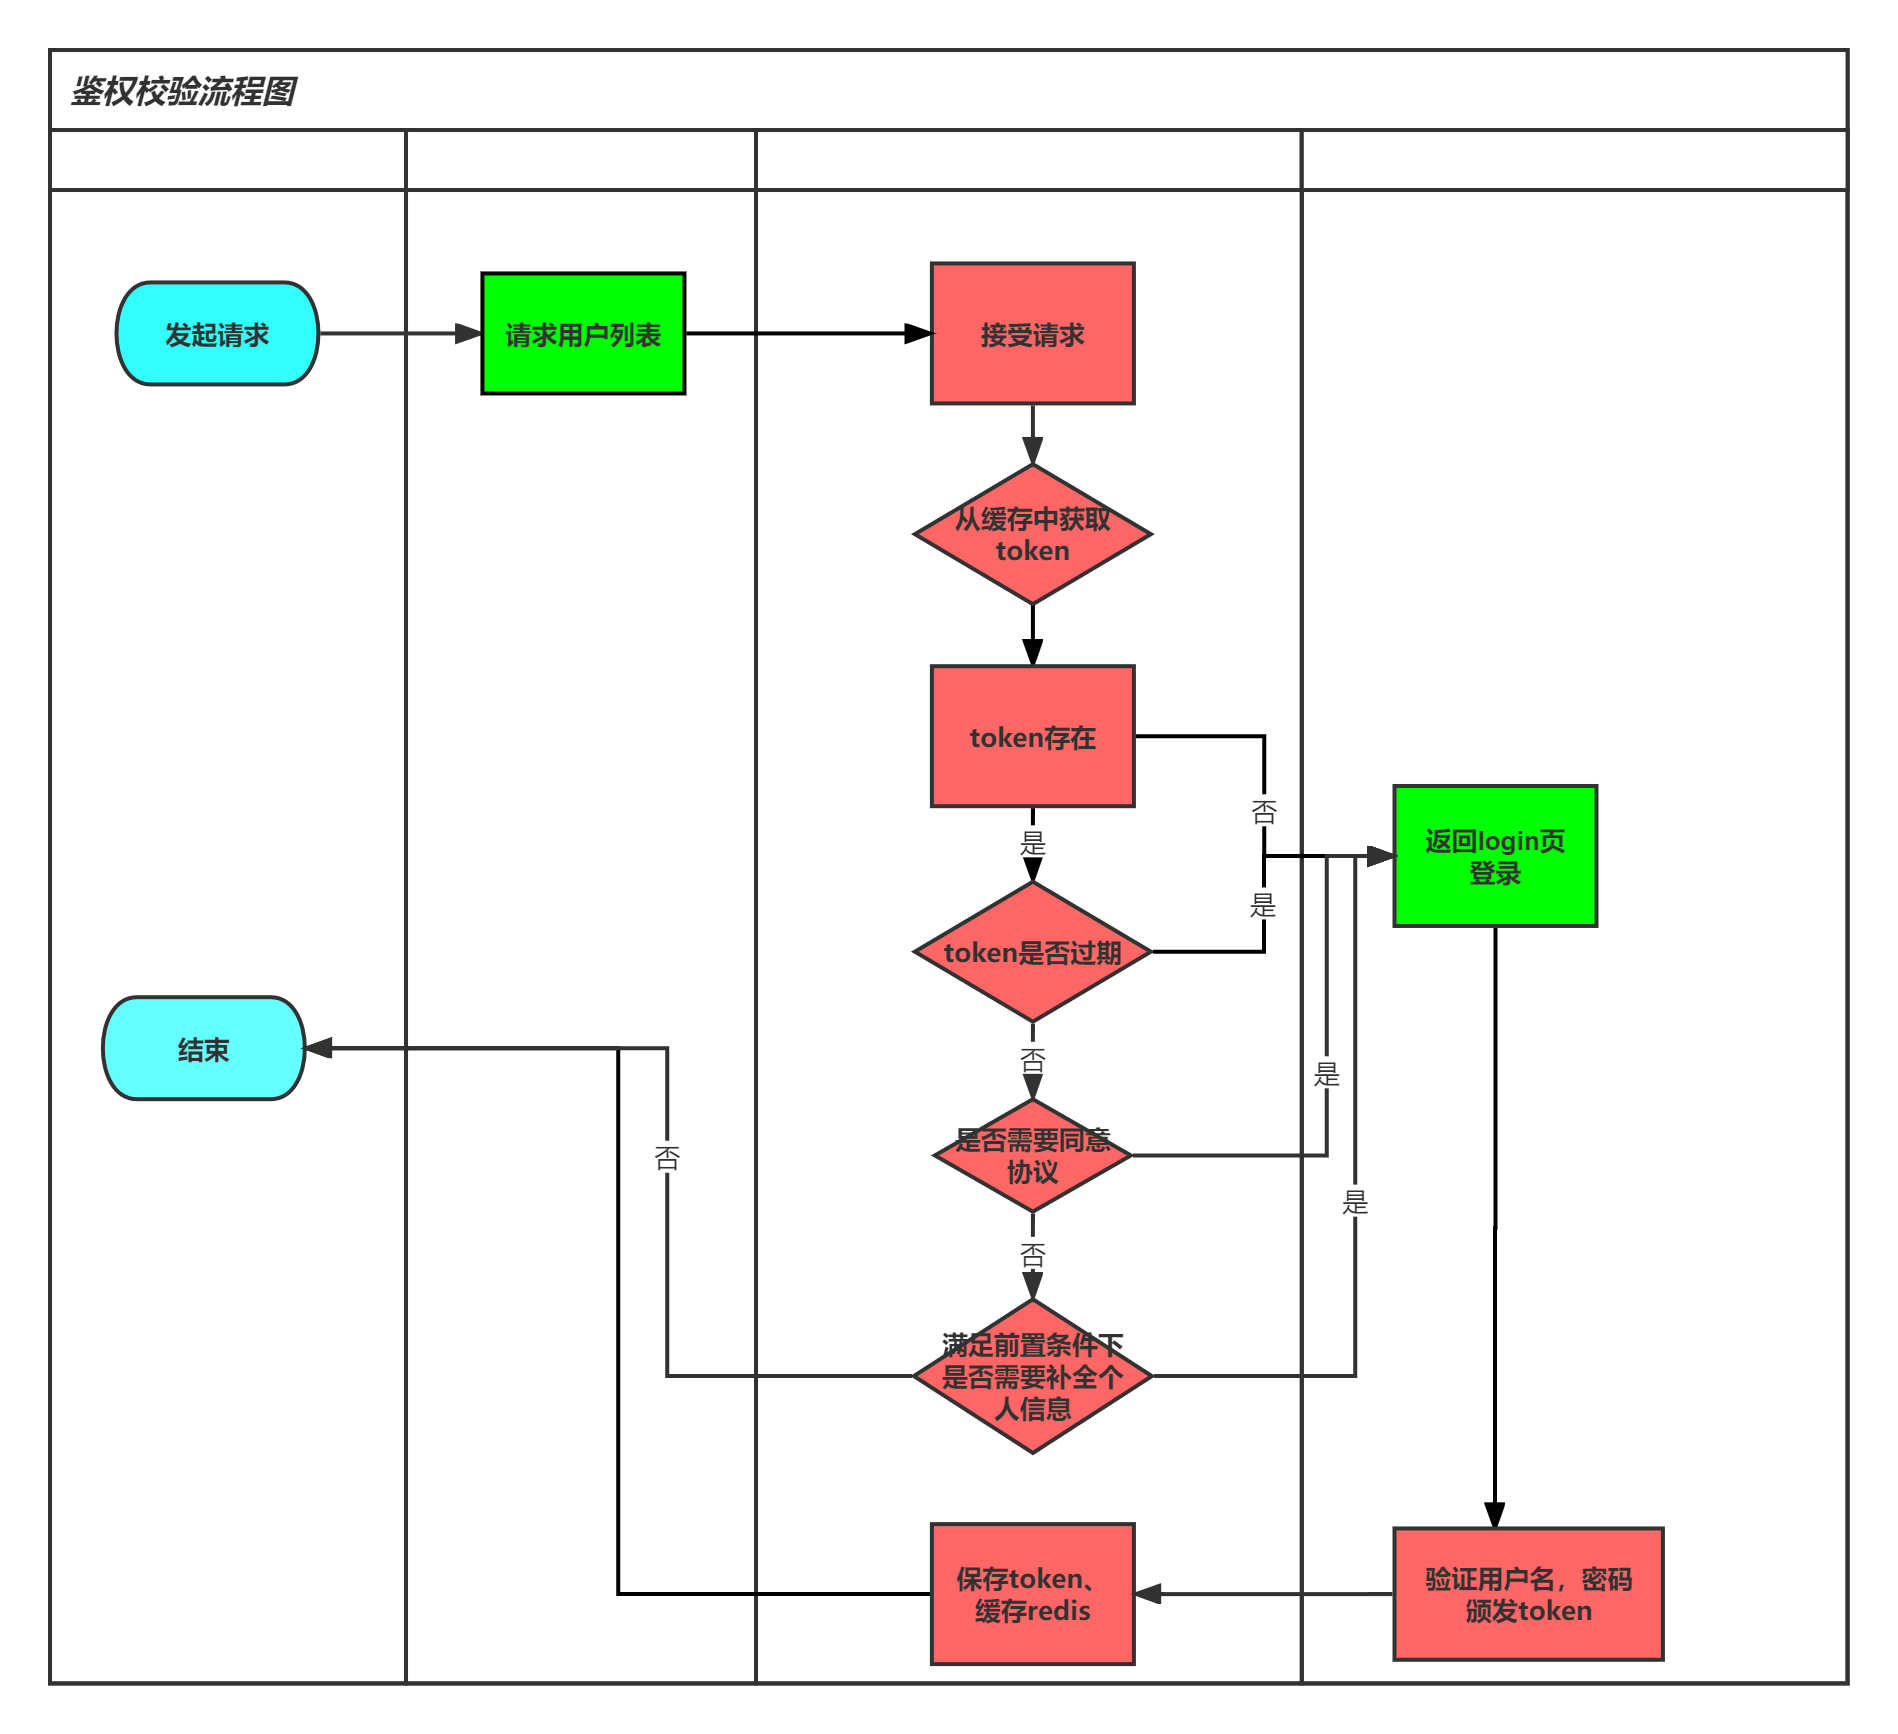 鉴权校验流程图
发起请求
请求用户列表
接受请求
从缓存中获取
token
token存在
否
是
返回login页
登录
是
token是否过期
结束
否
是
是否需要同意
协议
否
是
否
满足前置条件下
是否需要补全个
人信息
保存token、
缓存redis
验证用户名，密码
颁发token